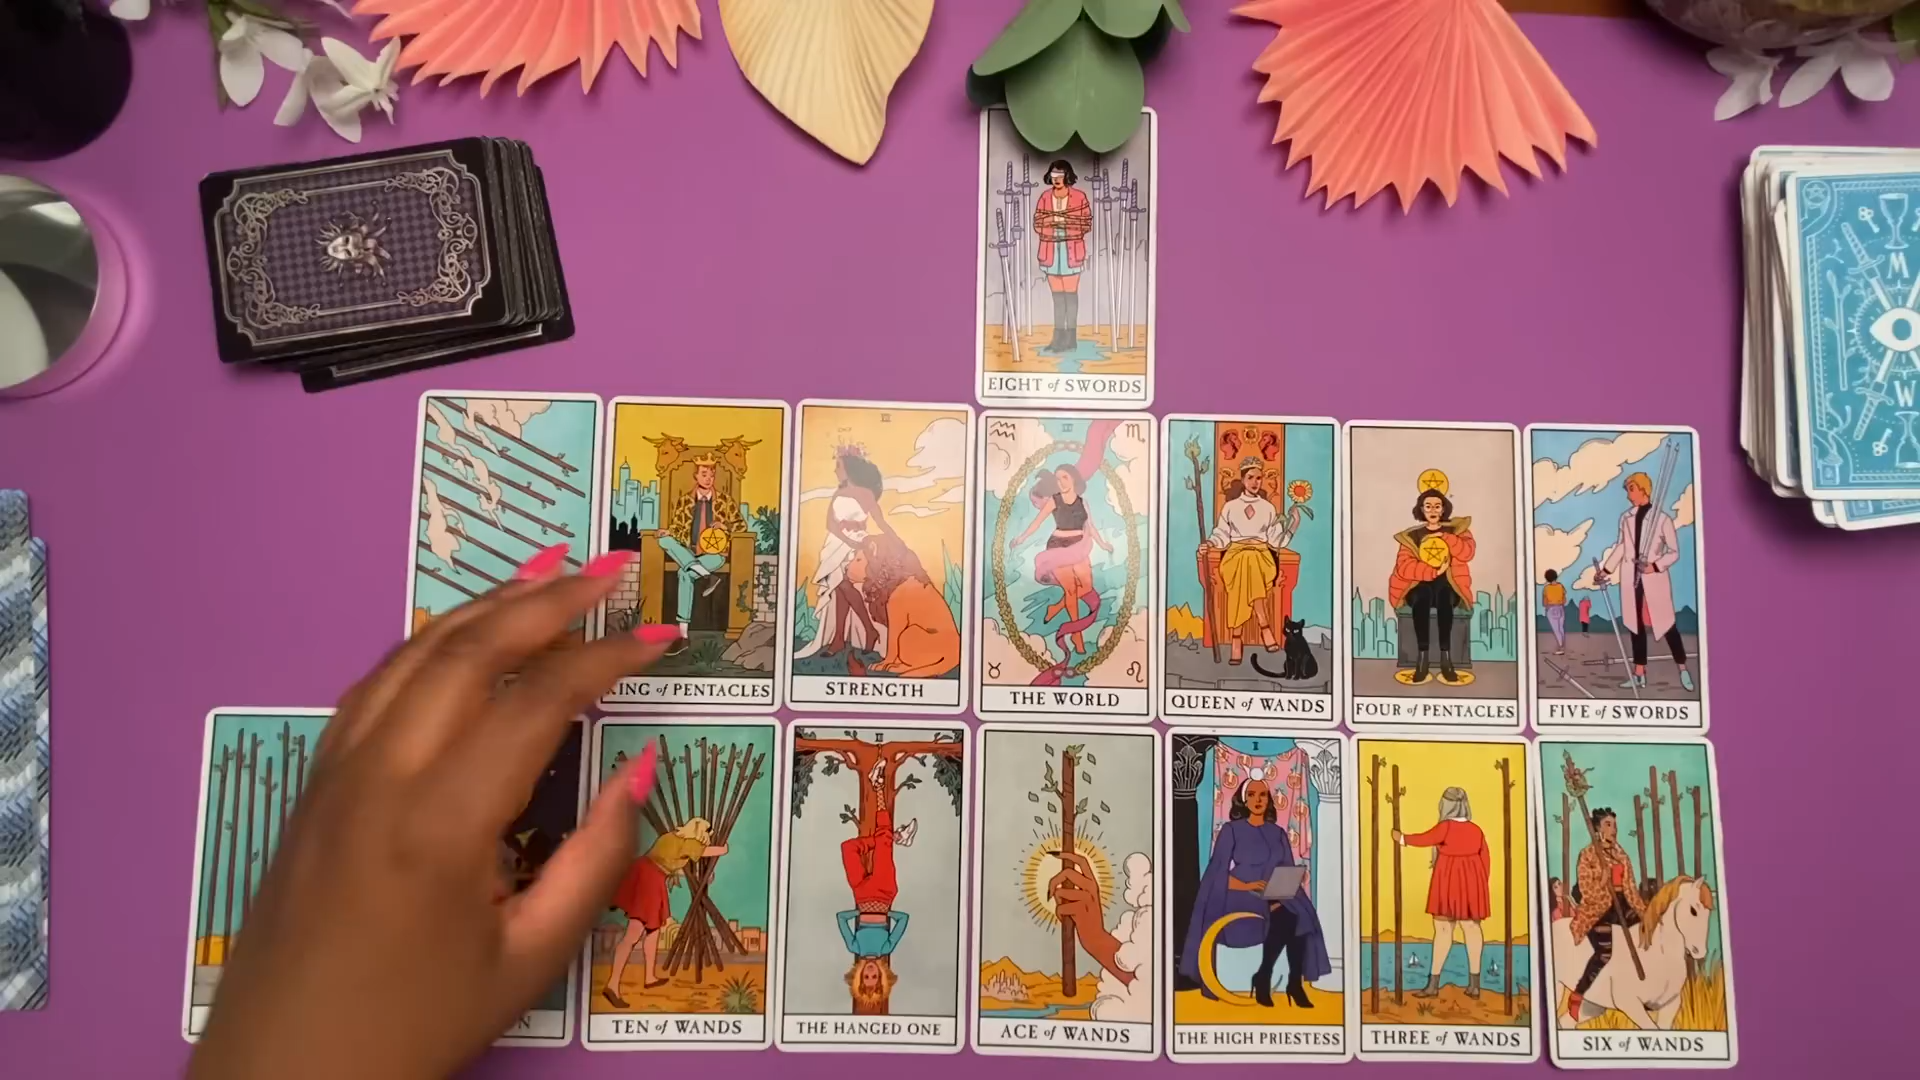 EIGHT of SWORDS
KING of PENTACLES
STRENGTH
THE WORLD
QUEEN of WANDS
FOUR of PENTACLES
FIVE of SWORDS
TEN of WANDS
THE HANGED ONE
ACE of WANDS
THE HIGH PRIESTESS
THREE of WANDS
SIX of WANDS
M
W